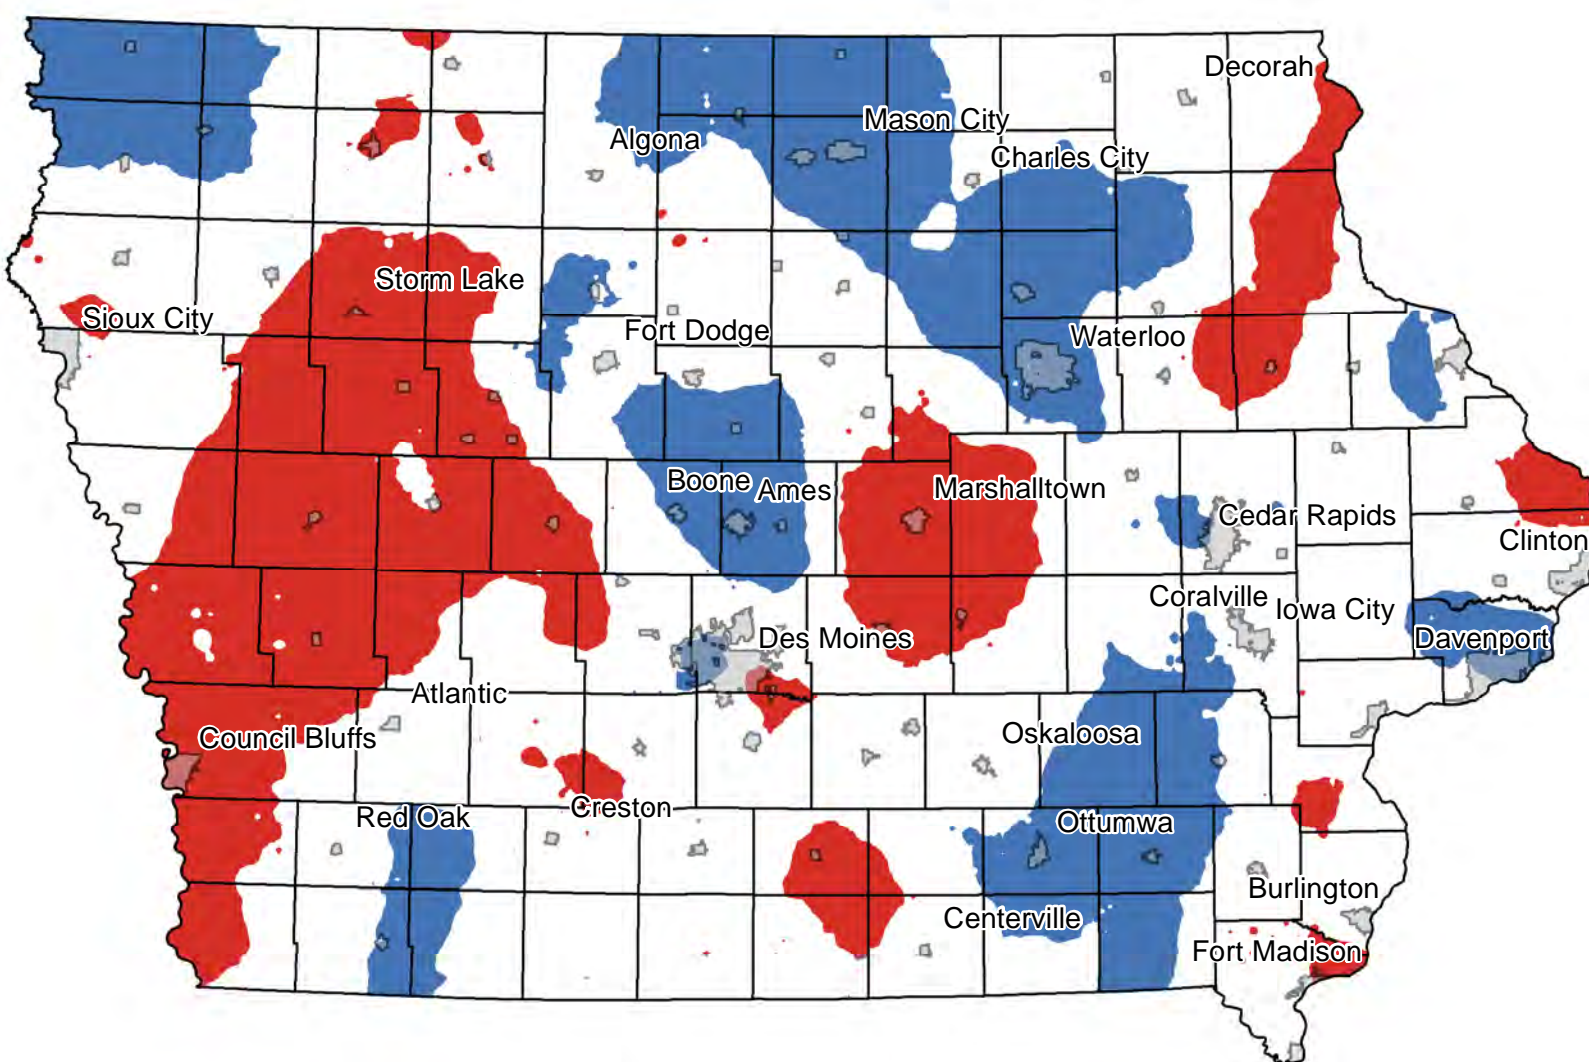 Decorah
Mason City
Algona
Charles City
Storm Lake
Sioux City
Fort Dodge
Waterloo
Boone
Ames
Marshalltown
Cedar Rapids
Clinton
Coralville
Iowa City
Des Moines
Davenport
Atlantic
Council Bluffs
Oskaloosa
Creston
Red Oak
Ottumwa
Burlington
Centerville
Fort Madison